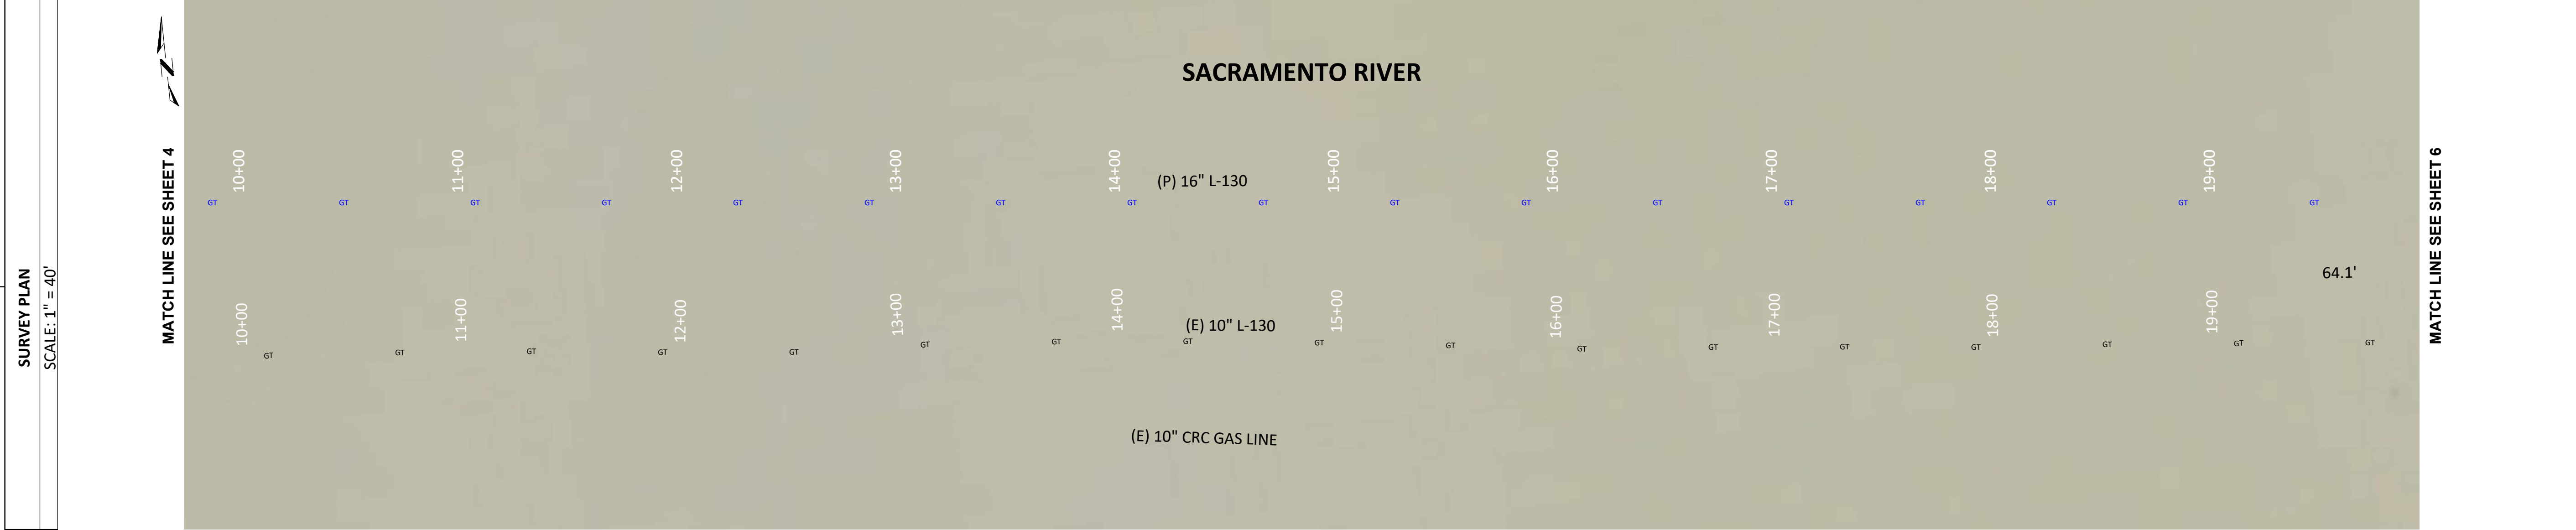 SURVEY PLAN
SCALE: 1" = 40'
N
MATCH LINE SEE SHEET 4
SACRAMENTO RIVER
10+00 11+00 12+00 13+00 14+00 15+00 16+00 17+00 18+00 19+00
(P) 16" L-130
GT GT GT GT GT GT GT GT GT GT GT GT GT GT GT GT GT
64.1'
10+00 11+00 12+00 13+00 14+00 15+00 16+00 17+00 18+00 19+00
(E) 10" L-130
GT GT GT GT GT GT GT GT GT GT GT GT GT GT GT GT GT
(E) 10" CRC GAS LINE
MATCH LINE SEE SHEET 6